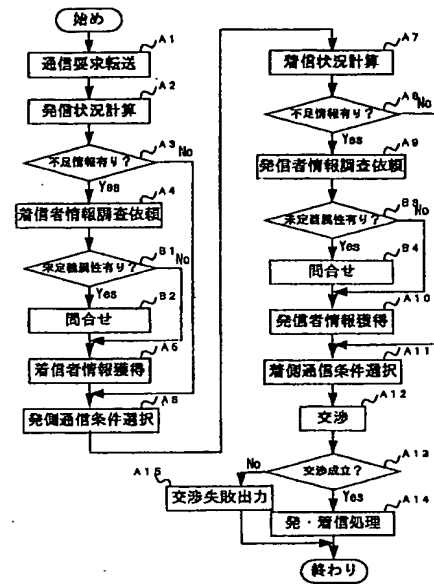 始め
A1
通信要求転送
A2
発信状況計算
A3
不足情報有り?
No
Yes
A4
着信者情報調査依頼
B1
未定義属性有り?
No
Yes
B2
問合せ
A5
着信者情報獲得
A6
発側通信条件選択
A7
着信状況計算
A8
不足情報有り?
No
Yes
A9
発信者情報調査依頼
B3
未定義属性有り?
No
Yes
B4
問合せ
A10
発信者情報獲得
A11
着側通信条件選択
A12
交渉
A13
交渉成立?
No
Yes
A15
交渉失敗出力
A14
発・着信処理
終わり